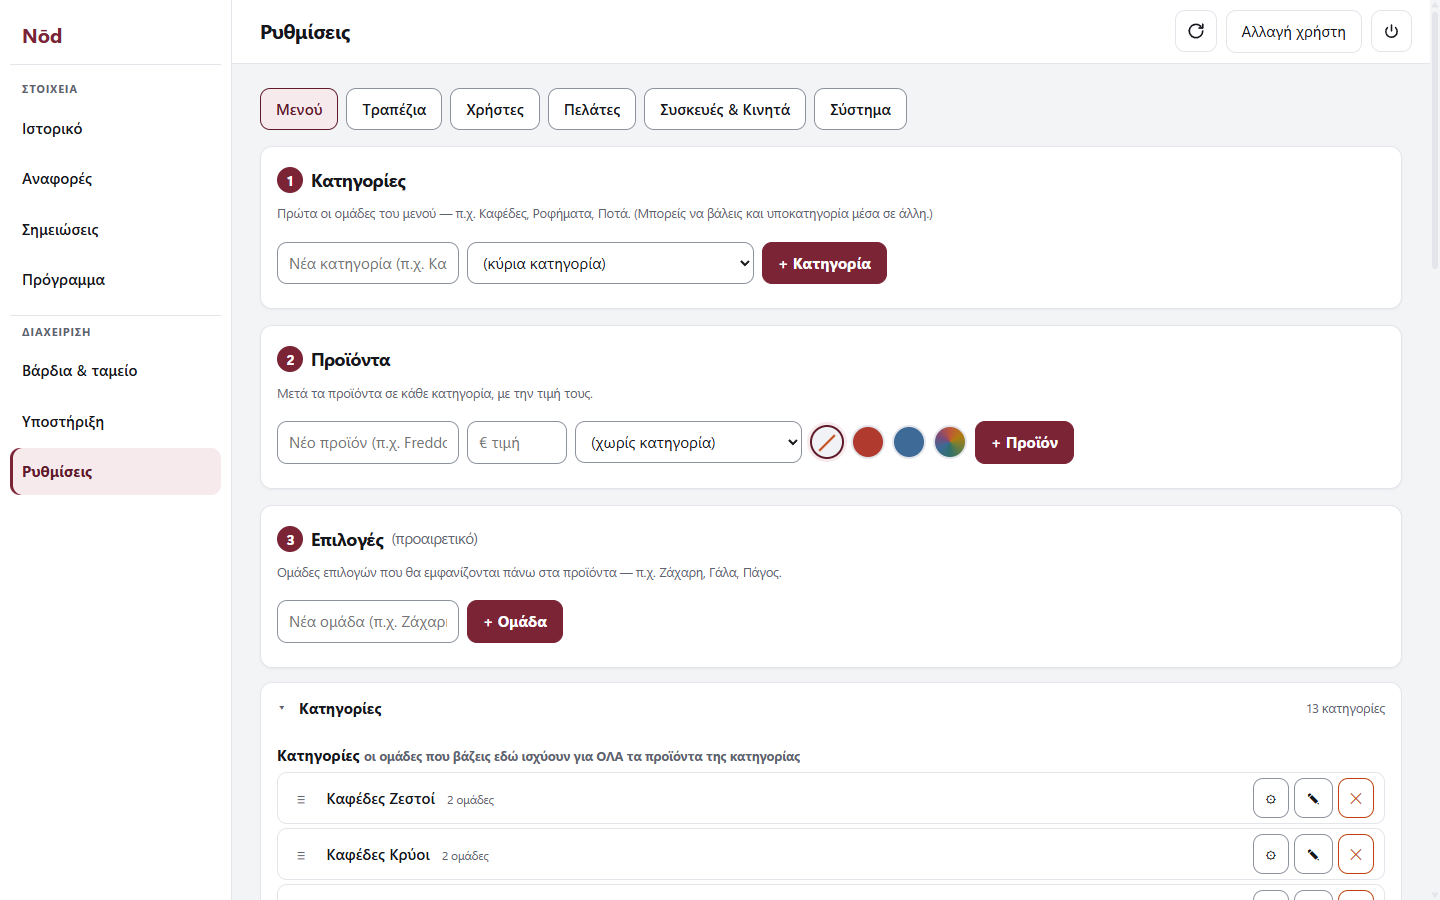 Nōd
Ρυθμίσεις
Αλλαγή χρήστη
ΣΤΟΙΧΕΙΑ
Ιστορικό
Αναφορές
Σημειώσεις
Πρόγραμμα
ΔΙΑΧΕΙΡΙΣΗ
Βάρδια & ταμείο
Υποστήριξη
Ρυθμίσεις
Μενού
Τραπέζια
Χρήστες
Πελάτες
Συσκευές & Κινητά
Σύστημα
1 Κατηγορίες
Πρώτα οι ομάδες του μενού — π.χ. Καφέδες, Ροφήματα, Ποτά. (Μπορείς να βάλεις και υποκατηγορία μέσα σε άλλη.)
Νέα κατηγορία (π.χ. Κα
(κύρια κατηγορία)
+ Κατηγορία
2 Προϊόντα
Μετά τα προϊόντα σε κάθε κατηγορία, με την τιμή τους.
Νέο προϊόν (π.χ. Freddo
€ τιμή
(χωρίς κατηγορία)
+ Προϊόν
3 Επιλογές (προαιρετικό)
Ομάδες επιλογών που θα εμφανίζονται πάνω στα προϊόντα — π.χ. Ζάχαρη, Γάλα, Πάγος.
Νέα ομάδα (π.χ. Ζάχαρι
+ Ομάδα
Κατηγορίες
13 κατηγορίες
Κατηγορίες οι ομάδες που βάζεις εδώ ισχύουν για ΟΛΑ τα προϊόντα της κατηγορίας
Καφέδες Ζεστοί 2 ομάδες
Καφέδες Κρύοι 2 ομάδες